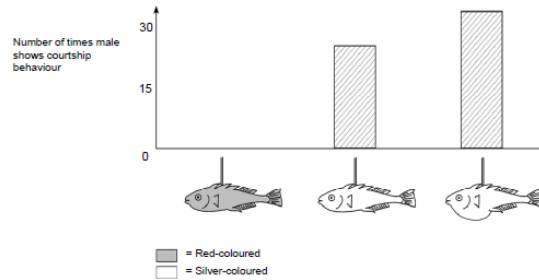 Number of times male
shows courtship
behaviour
30
15
0
= Red-coloured
= Silver-coloured